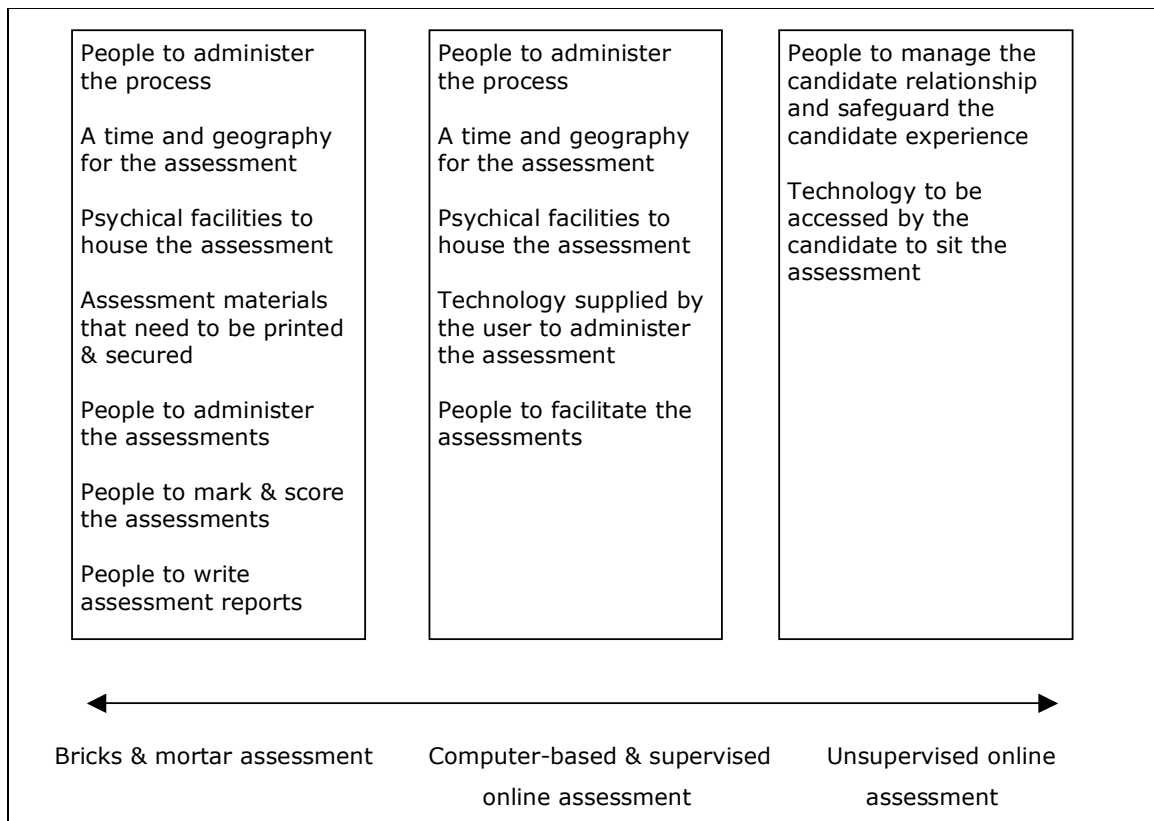 People to administer
the process
A time and geography
for the assessment
Psychical facilities to
house the assessment
Assessment materials
that need to be printed
& secured
People to administer
the assessments
People to mark & score
the assessments
People to write
assessment reports
People to administer
the process
A time and geography
for the assessment
Psychical facilities to
house the assessment
Technology supplied by
the user to administer
the assessment
People to facilitate the
assessments
People to manage the
candidate relationship
and safeguard the
candidate experience
Technology to be
accessed by the
candidate to sit the
assessment
Bricks & mortar assessment
Computer-based & supervised
online assessment
Unsupervised online
assessment